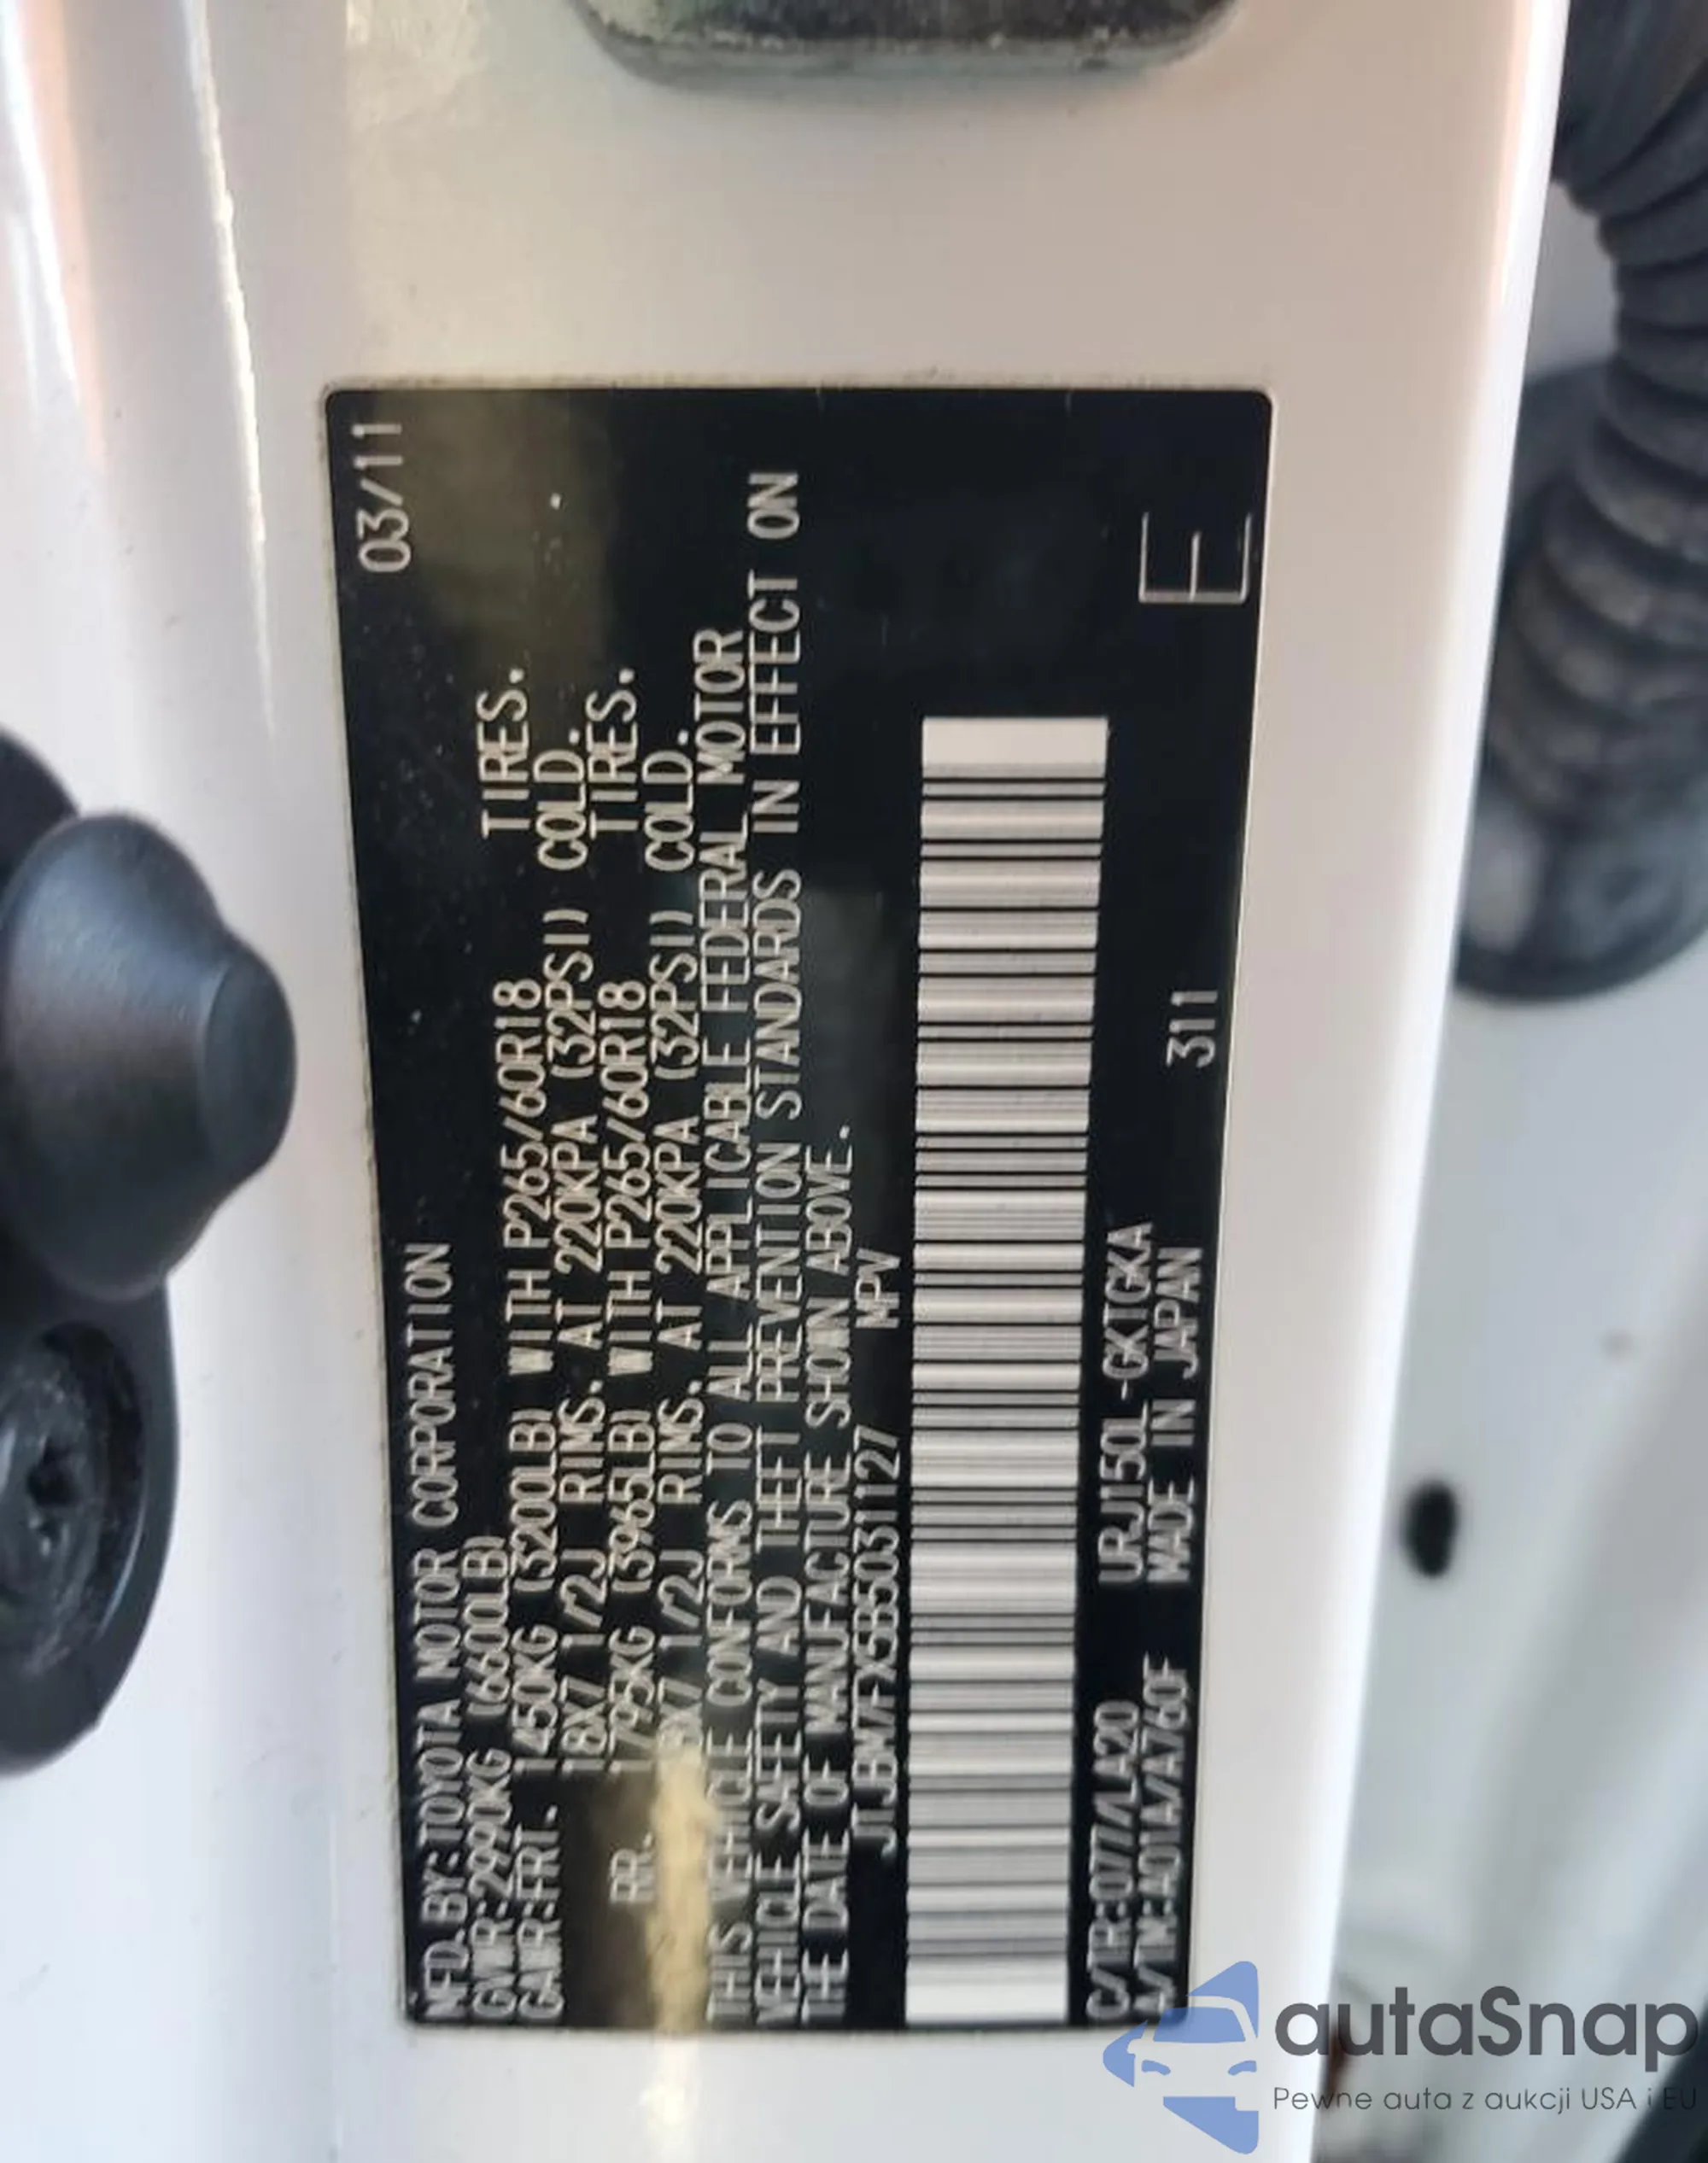 MFD.BY:TOYOTA MOTOR CORPORATION 03/11
GVWR:2990KG (6600LB)
GAWR:FRT. 1450KG (3200LB) WITH P265/60R18 TIRES.
18X7 1/2J RIMS. AT 220KPA (32PSI) COLD.
RR. 1795KG (3965LB) WITH P265/60R18 TIRES.
18X7 1/2J RIMS. AT 220KPA (32PSI) COLD.
THIS VEHICLE CONFORMS TO ALL APPLICABLE FEDERAL MOTOR
VEHICLE SAFETY AND THEFT PREVENTION STANDARDS IN EFFECT ON
THE DATE OF MANUFACTURE SHOWN ABOVE.
JTJBM7FX5B5031127 MPV
C/TR:077/LA20 URJ150L-GKTGKA
A/TM:A01A/A760F MADE IN JAPAN 311
E
autaSnap
Pewne auta z aukcji USA i EU